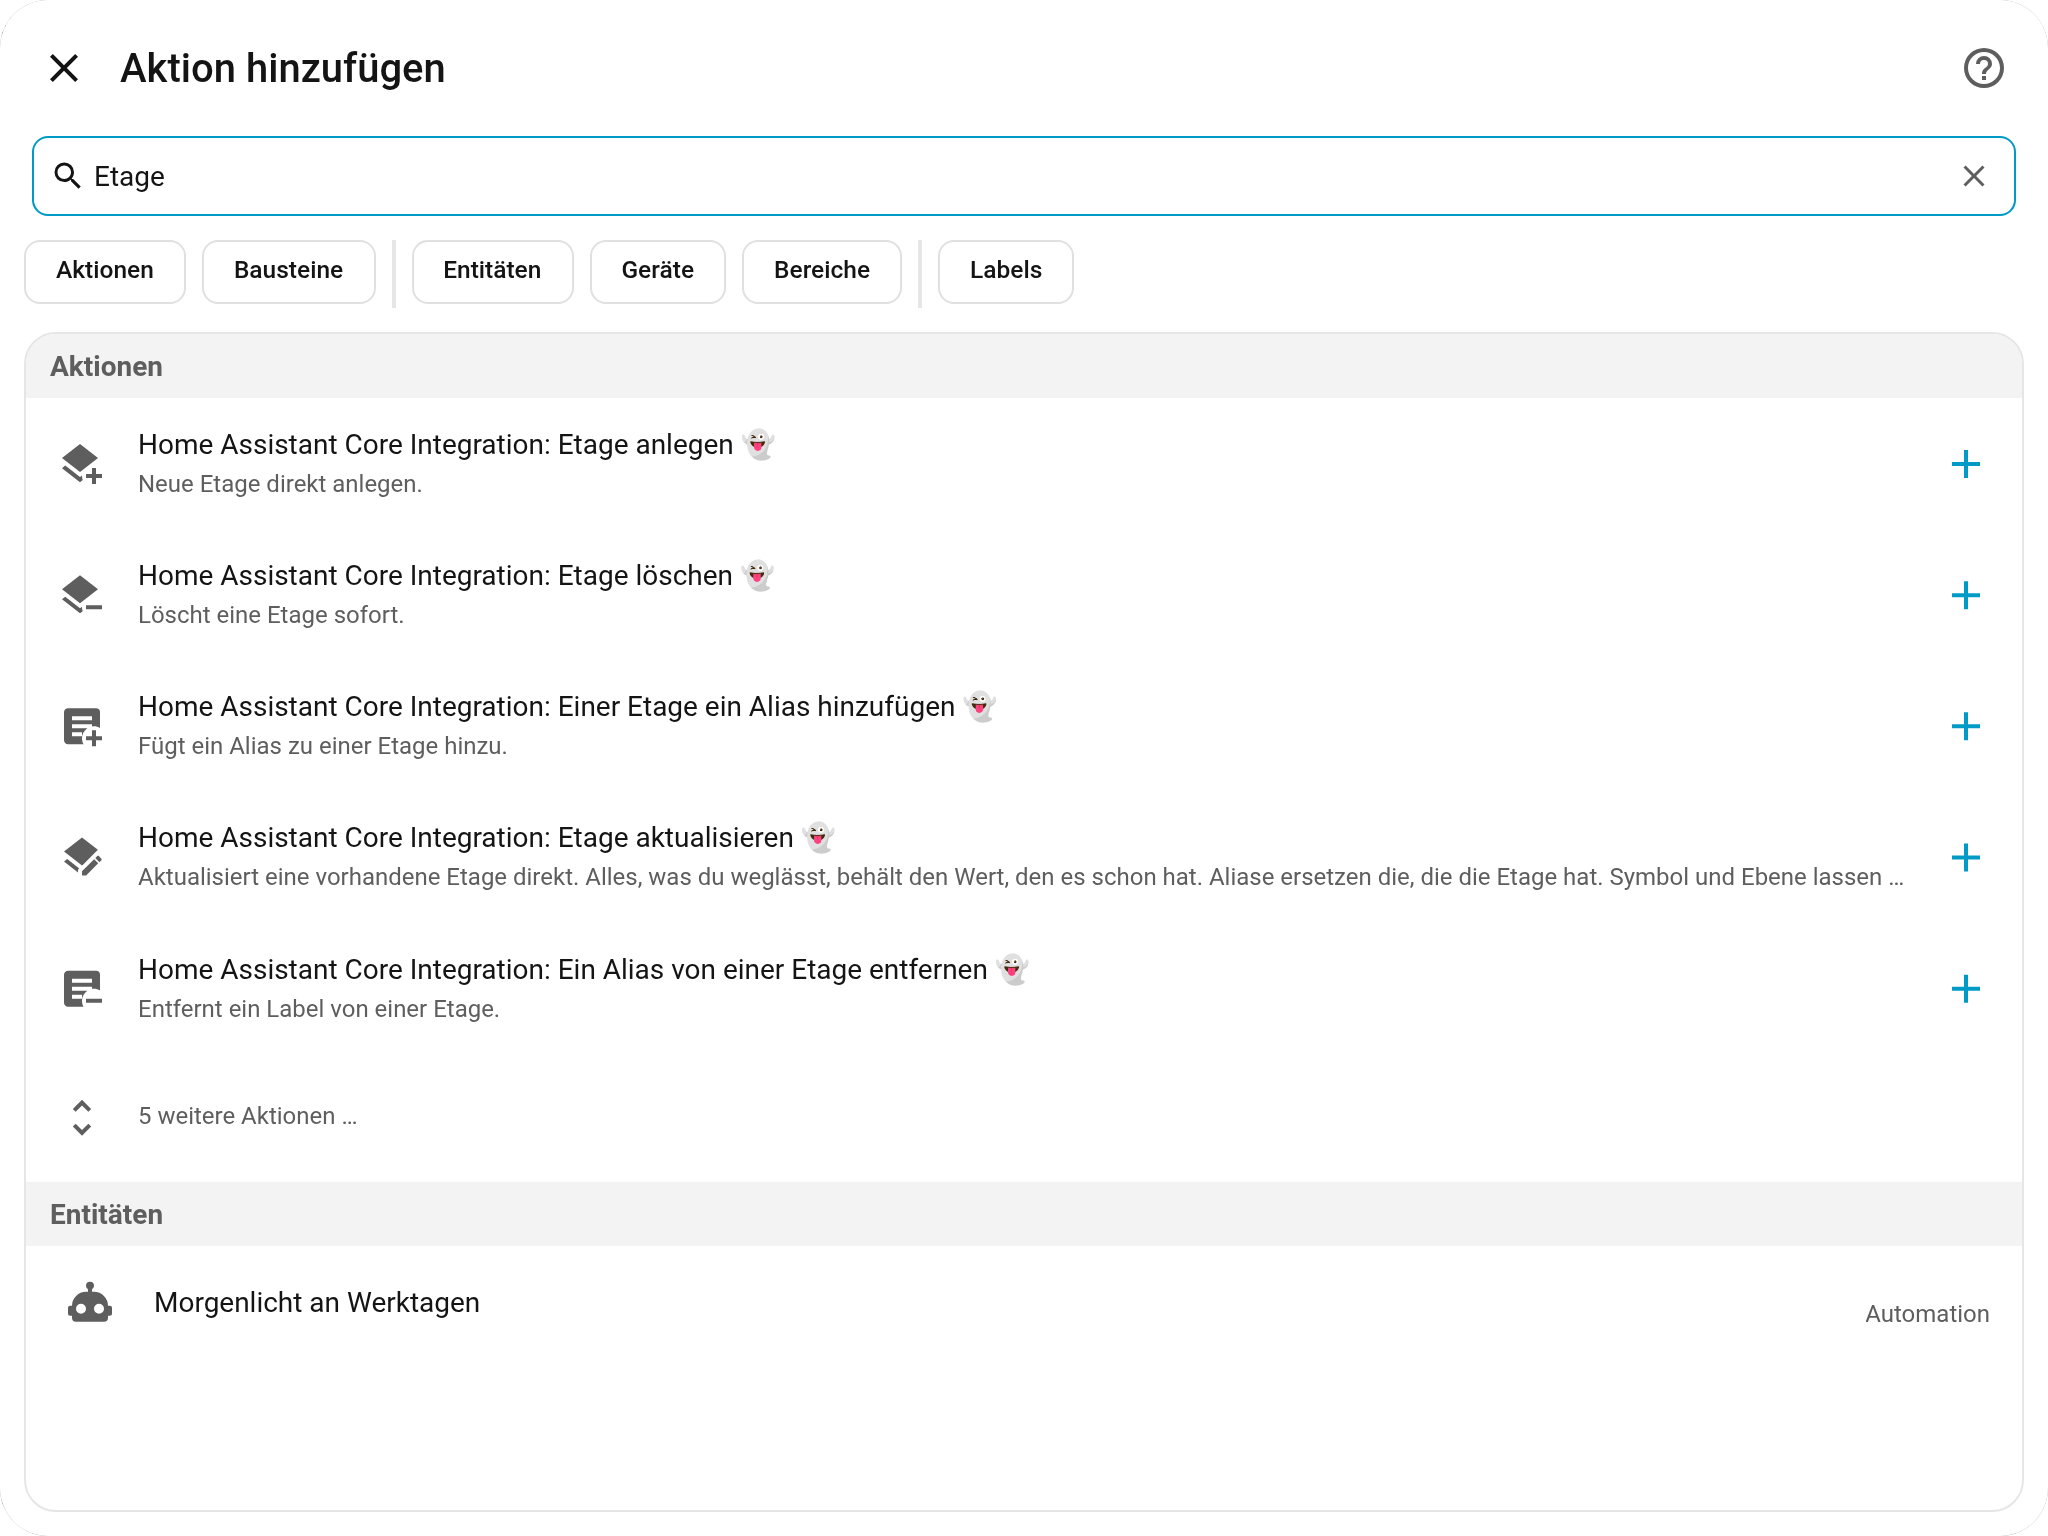 Aktion hinzufügen
Etage
Aktionen
Bausteine
Entitäten
Geräte
Bereiche
Labels
Aktionen
Home Assistant Core Integration: Etage anlegen 👻
Neue Etage direkt anlegen.
Home Assistant Core Integration: Etage löschen 👻
Löscht eine Etage sofort.
Home Assistant Core Integration: Einer Etage ein Alias hinzufügen 👻
Fügt ein Alias zu einer Etage hinzu.
Home Assistant Core Integration: Etage aktualisieren 👻
Aktualisiert eine vorhandene Etage direkt. Alles, was du weglässt, behält den Wert, den es schon hat. Aliase ersetzen die, die die Etage hat. Symbol und Ebene lassen ...
Home Assistant Core Integration: Ein Alias von einer Etage entfernen 👻
Entfernt ein Label von einer Etage.
5 weitere Aktionen ...
Entitäten
Morgenlicht an Werktagen
Automation